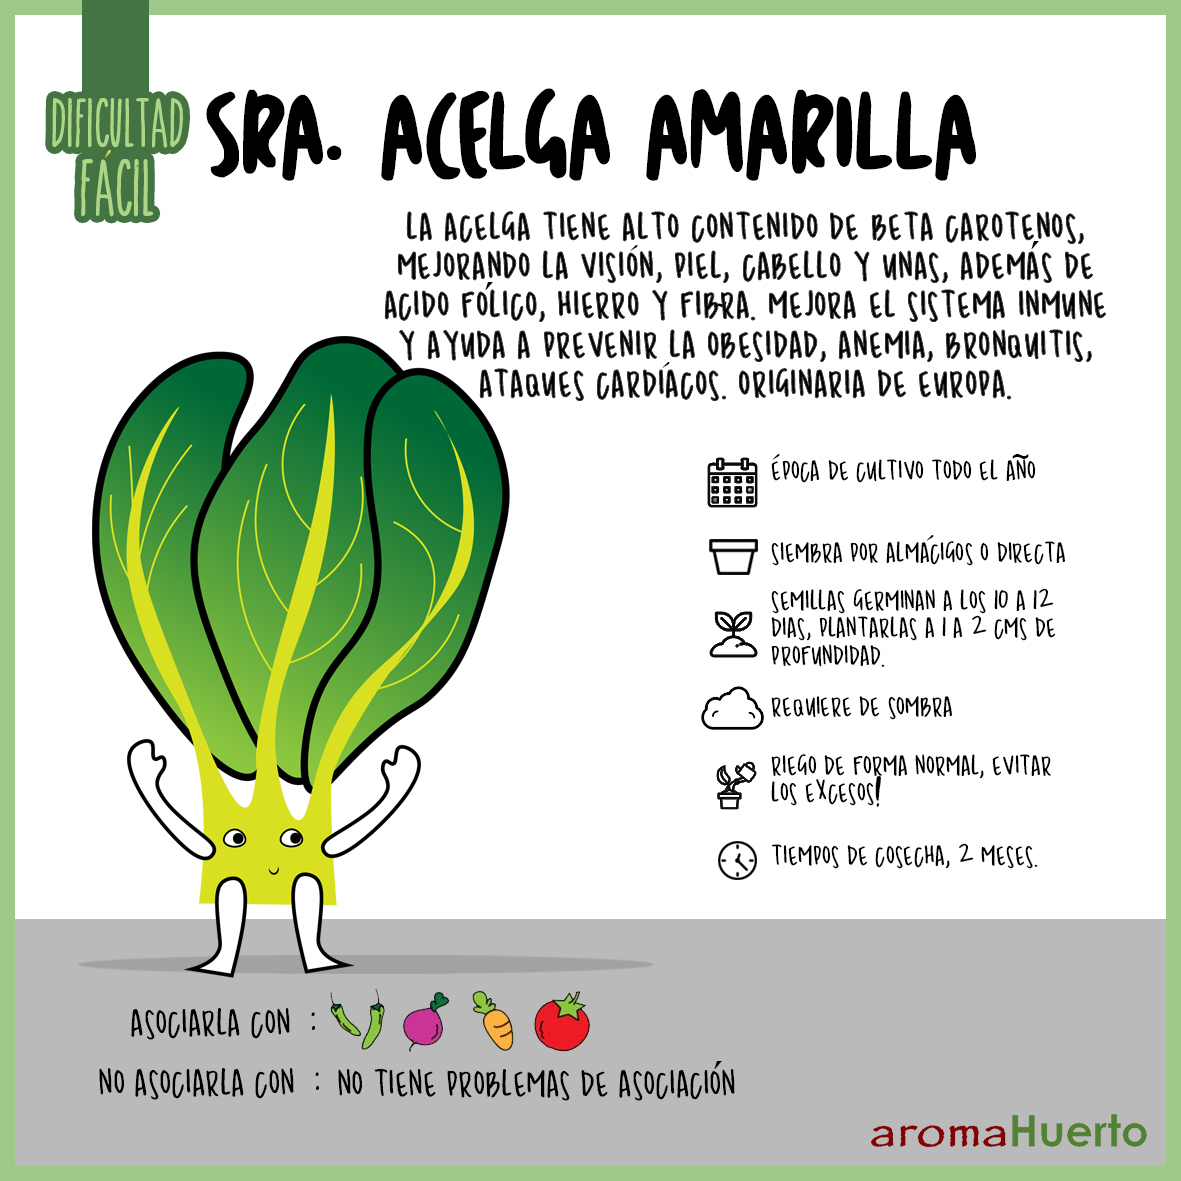 DIFICULTAD
FÁCIL
SRA. ACELGA AMARILLA
LA ACELGA TIENE ALTO CONTENIDO DE BETA CAROTENOS,
MEJORANDO LA VISIÓN, PIEL, CABELLO Y UNAS, ADEMÁS DE
ACIDO FÓLICO, HIERRO Y FIBRA. MEJORA EL SISTEMA INMUNE
Y AYUDA A PREVENIR LA OBESIDAD, ANEMIA, BRONQUITIS,
ATAQUES CARDÍACOS. ORIGINARIA DE EUROPA.
ÉPOCA DE CULTIVO TODO EL AÑO
SIEMBRA POR ALMÁCIGOS O DIRECTA
SEMILLAS GERMINAN A LOS 10 A 12
DIAS, PLANTARLAS A 1 A 2 CMS DE
PROFUNDIDAD.
REQUIERE DE SOMBRA
RIEGO DE FORMA NORMAL, EVITAR
LOS EXCESOS!
TIEMPOS DE COSECHA, 2 MESES.
ASOCIARLA CON :
NO ASOCIARLA CON : NO TIENE PROBLEMAS DE ASOCIACIÓN
aromaHuerto